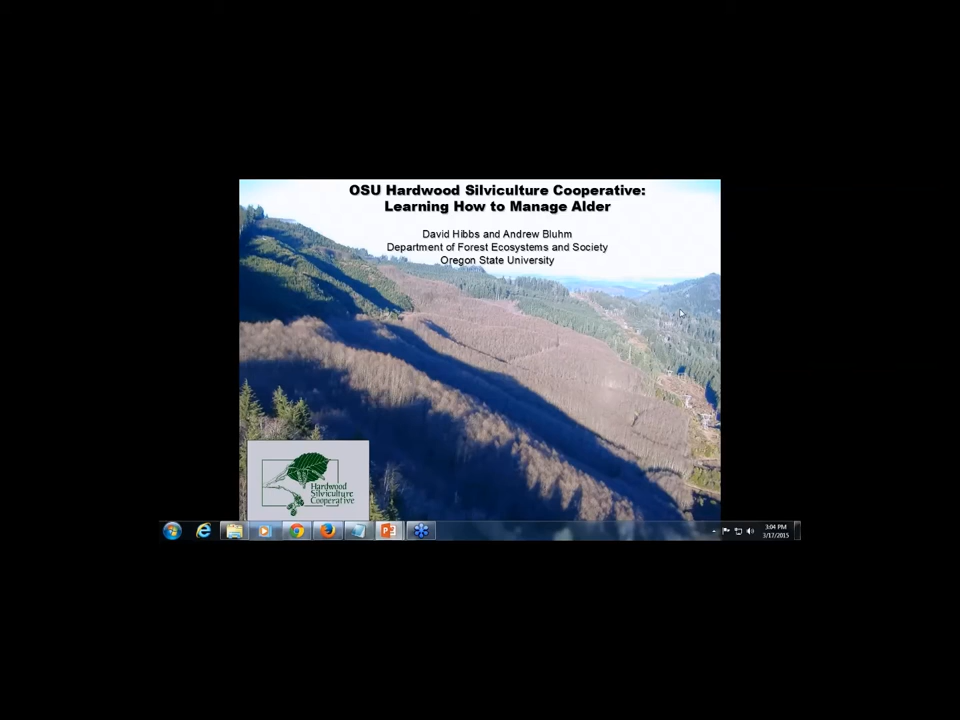 OSU Hardwood Silviculture Cooperative:
Learning How to Manage Alder
David Hibbs and Andrew Bluhm
Department of Forest Ecosystems and Society
Oregon State University
Hardwood
Silviculture
Cooperative
3:04 PM
3/17/2015